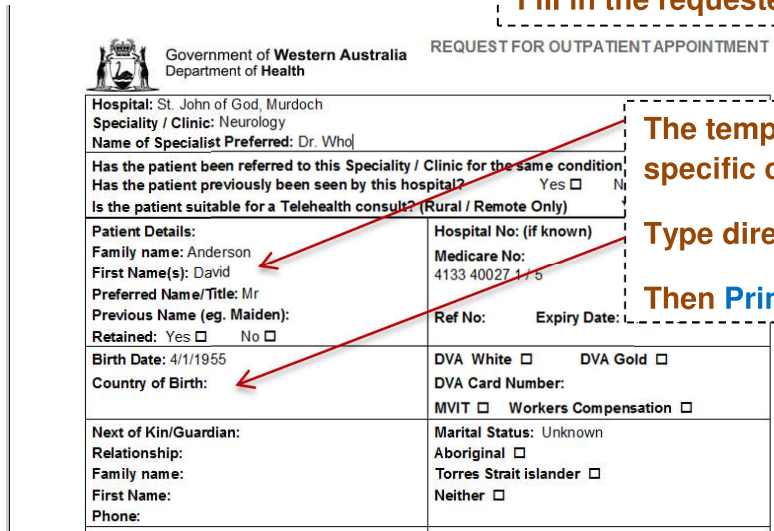 Fill in the requeste
Government of Western Australia
Department of Health
REQUEST FOR OUTPATIENT APPOINTMENT
Hospital: St. John of God, Murdoch
Speciality / Clinic: Neurology
Name of Specialist Preferred: Dr. Who
Has the patient been referred to this Speciality / Clinic for the same condition
Has the patient previously been seen by this hospital? Yes ☐ N
Is the patient suitable for a Telehealth consult? (Rural / Remote Only)
The temp
specific c
Type dire
Then Prin
Patient Details:
Family name: Anderson
First Name(s): David
Preferred Name/Title: Mr
Previous Name (eg. Maiden):
Retained: Yes ☐ No ☐
Hospital No: (if known)
Medicare No:
4133 40027 1 / 5
Ref No: Expiry Date:
Birth Date: 4/1/1955
Country of Birth:
DVA White ☐ DVA Gold ☐
DVA Card Number:
MVIT ☐ Workers Compensation ☐
Next of Kin/Guardian:
Relationship:
Family name:
First Name:
Phone:
Marital Status: Unknown
Aboriginal ☐
Torres Strait islander ☐
Neither ☐